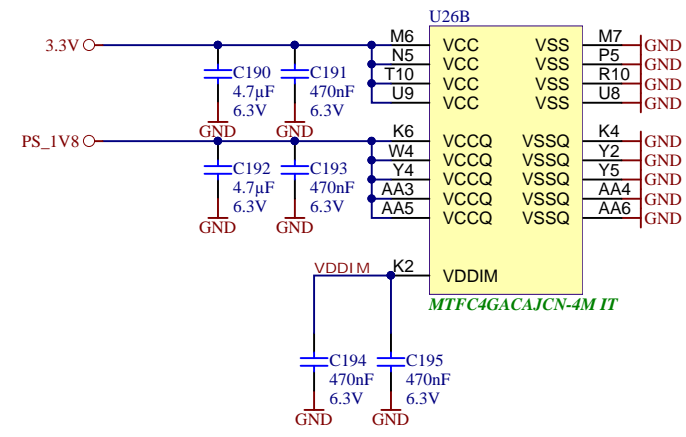 U26B
3.3V
M6 VCC VSS M7 GND
N5 VCC VSS P5 GND
T10 VCC VSS R10 GND
U9 VCC VSS U8 GND
C190 C191
4.7µF 470nF
6.3V 6.3V
GND GND
PS_1V8
K6 VCCQ VSSQ K4 GND
W4 VCCQ VSSQ Y2 GND
Y4 VCCQ VSSQ Y5 GND
AA3 VCCQ VSSQ AA4 GND
AA5 VCCQ VSSQ AA6 GND
C192 C193
4.7µF 470nF
6.3V 6.3V
GND GND
VDDIM K2 VDDIM
MTFC4GACAJCN-4M IT
C194 C195
470nF 470nF
6.3V 6.3V
GND GND